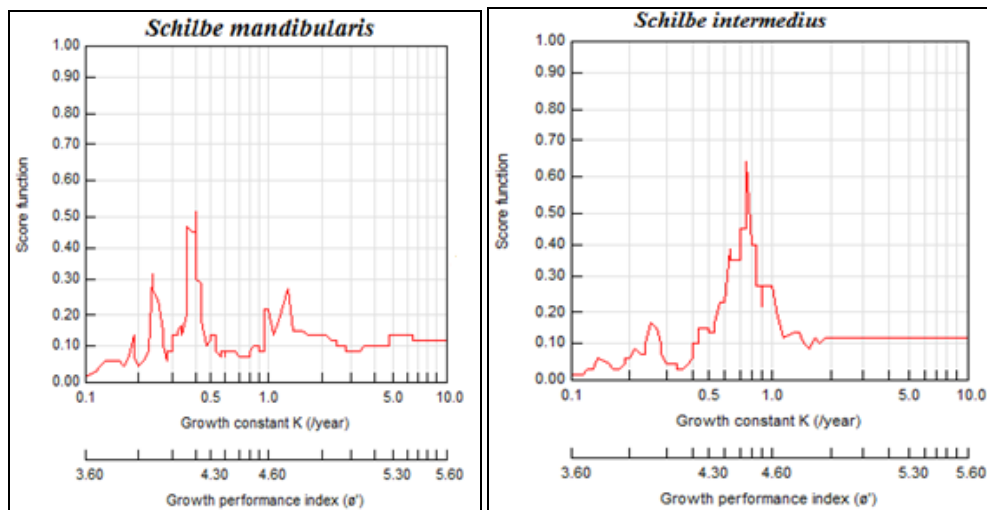 Schilbe mandibularis
1.00
0.90
0.80
0.70
0.60
0.50
0.40
0.30
0.20
0.10
0.00
Score function
0.1 0.5 1.0 5.0 10.0
Growth constant K (/year)
3.60 4.30 4.60 5.30 5.60
Growth performance index (ø')
Schilbe intermedius
1.00
0.90
0.80
0.70
0.60
0.50
0.40
0.30
0.20
0.10
0.00
Score function
0.1 0.5 1.0 5.0 10.0
Growth constant K (/year)
3.60 4.30 4.60 5.30 5.60
Growth performance index (ø')